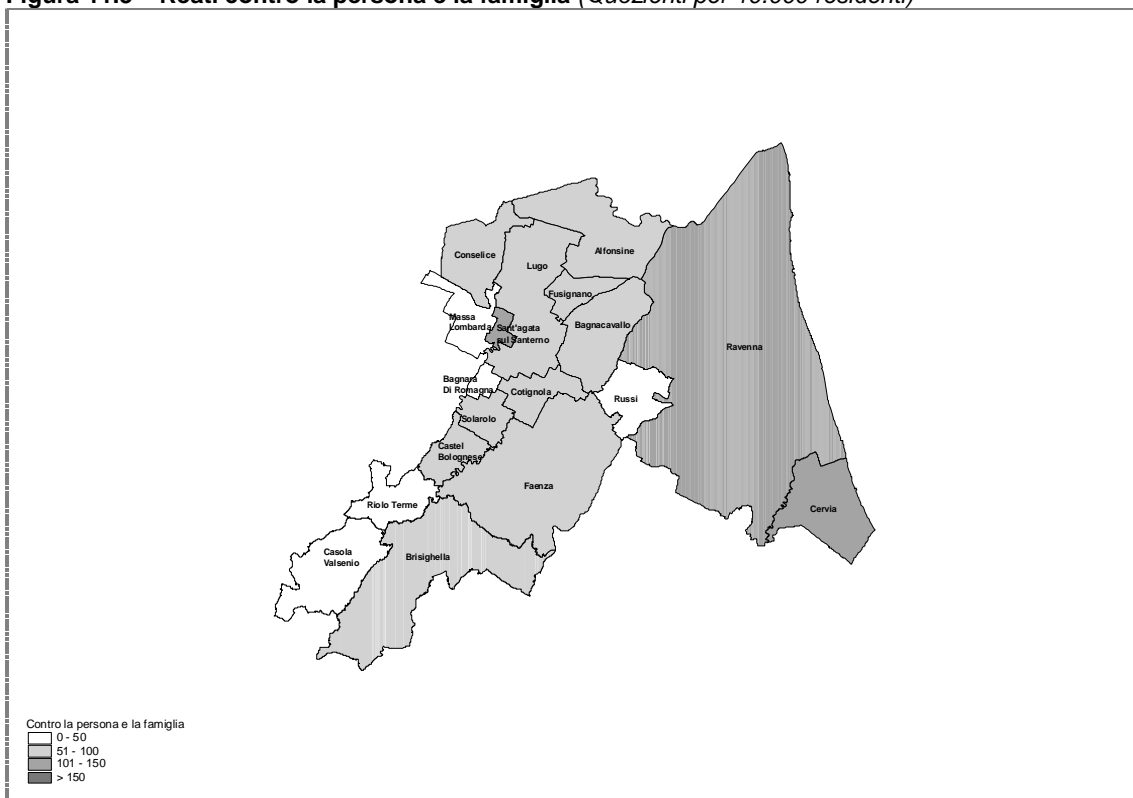 Figura 11.5 – Reati contro la persona e la famiglia (Quozienti per 10.000 residenti)
Alfonsine
Conselice
Lugo
Fusignano
Massa
Lombarda
Sant'agata
sul Santerno
Bagnacavallo
Ravenna
Bagnara
Di Romagna
Cotignola
Russi
Solarolo
Castel
Bolognese
Faenza
Riolo Terme
Cervia
Casola
Valsenio
Brisighella
Contro la persona e la famiglia
0 - 50
51 - 100
101 - 150
> 150